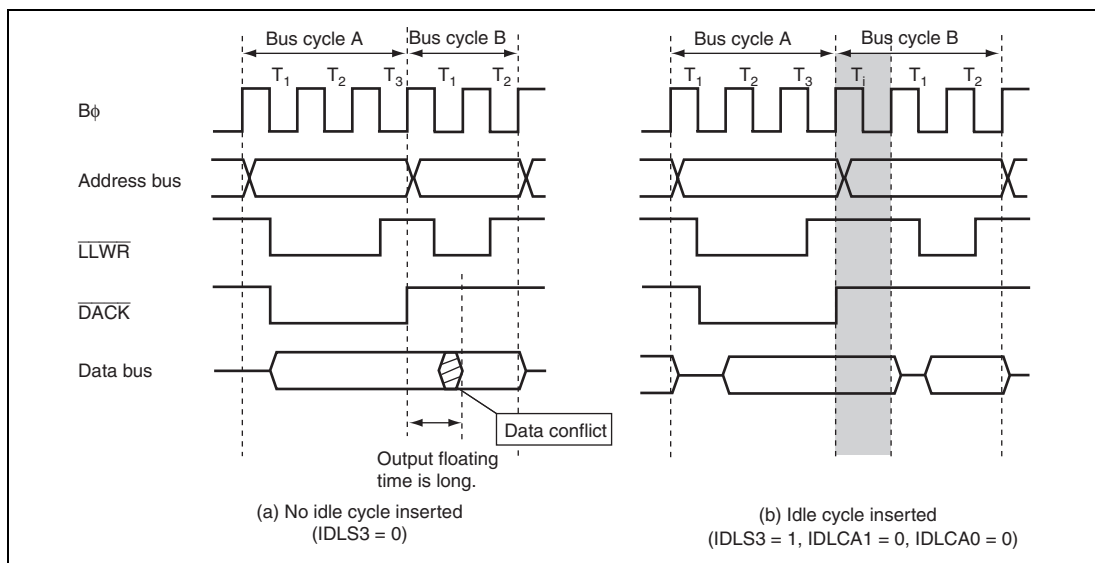 Bus cycle A Bus cycle B
T1 T2 T3 T1 T2
Bφ
Address bus
LLWR
DACK
Data bus
Data conflict
Output floating
time is long.
(a) No idle cycle inserted
(IDLS3 = 0)
Bus cycle A Bus cycle B
T1 T2 T3 Ti T1 T2
(b) Idle cycle inserted
(IDLS3 = 1, IDLCA1 = 0, IDLCA0 = 0)